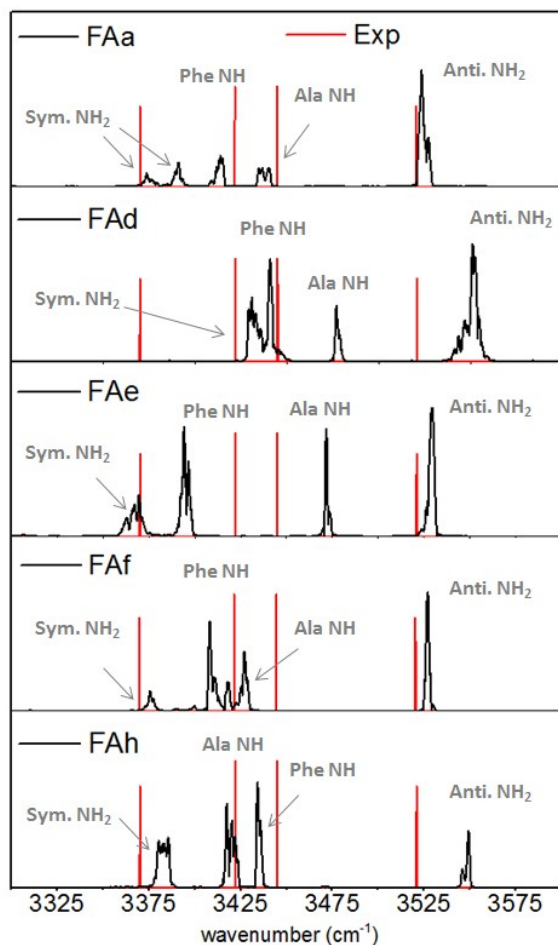 FAa
Exp
Phe NH
Anti. NH2
Sym. NH2
Ala NH
FAd
Phe NH
Anti. NH2
Ala NH
Sym. NH2
FAe
Phe NH
Ala NH
Anti. NH2
Sym. NH2
FAf
Phe NH
Anti. NH2
Sym. NH2
Ala NH
FAh
Ala NH
Phe NH
Anti. NH2
Sym. NH2
3325 3375 3425 3475 3525 3575
wavenumber (cm-1)